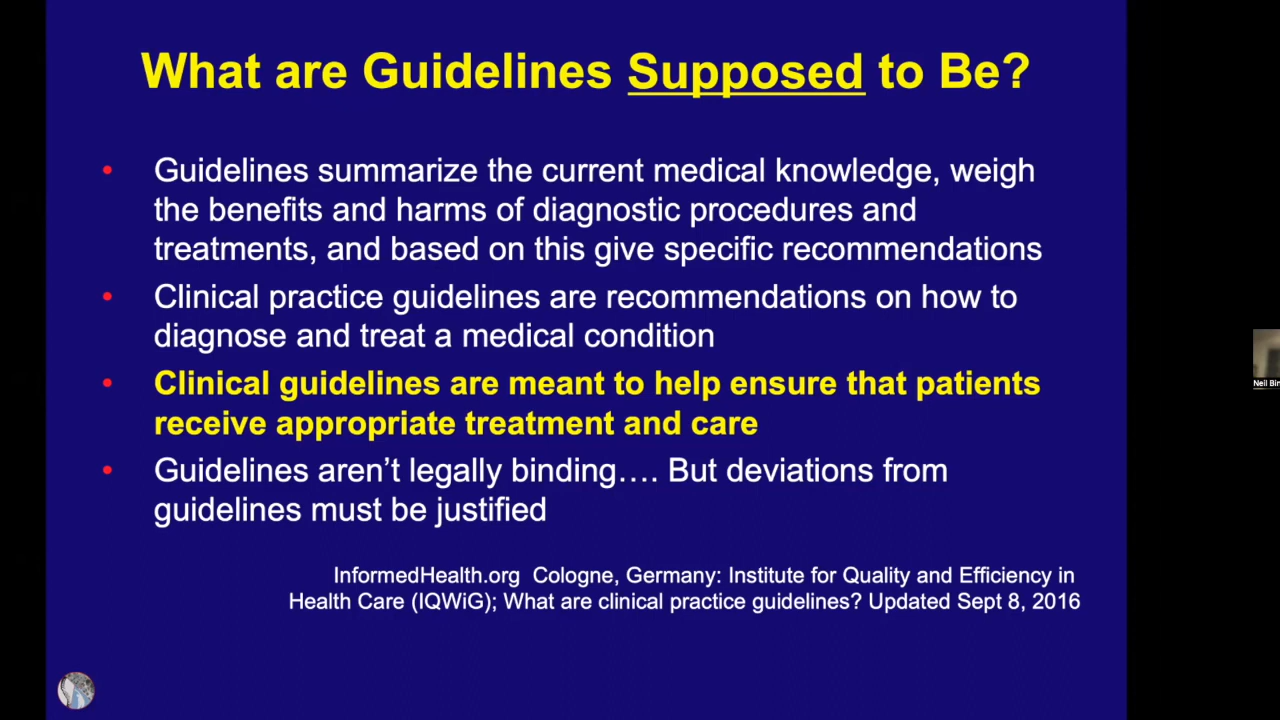 What are Guidelines Supposed to Be?
• Guidelines summarize the current medical knowledge, weigh
the benefits and harms of diagnostic procedures and
treatments, and based on this give specific recommendations
• Clinical practice guidelines are recommendations on how to
diagnose and treat a medical condition
• Clinical guidelines are meant to help ensure that patients
receive appropriate treatment and care
• Guidelines aren’t legally binding…. But deviations from
guidelines must be justified
InformedHealth.org Cologne, Germany: Institute for Quality and Efficiency in
Health Care (IQWiG); What are clinical practice guidelines? Updated Sept 8, 2016
Neil Bin